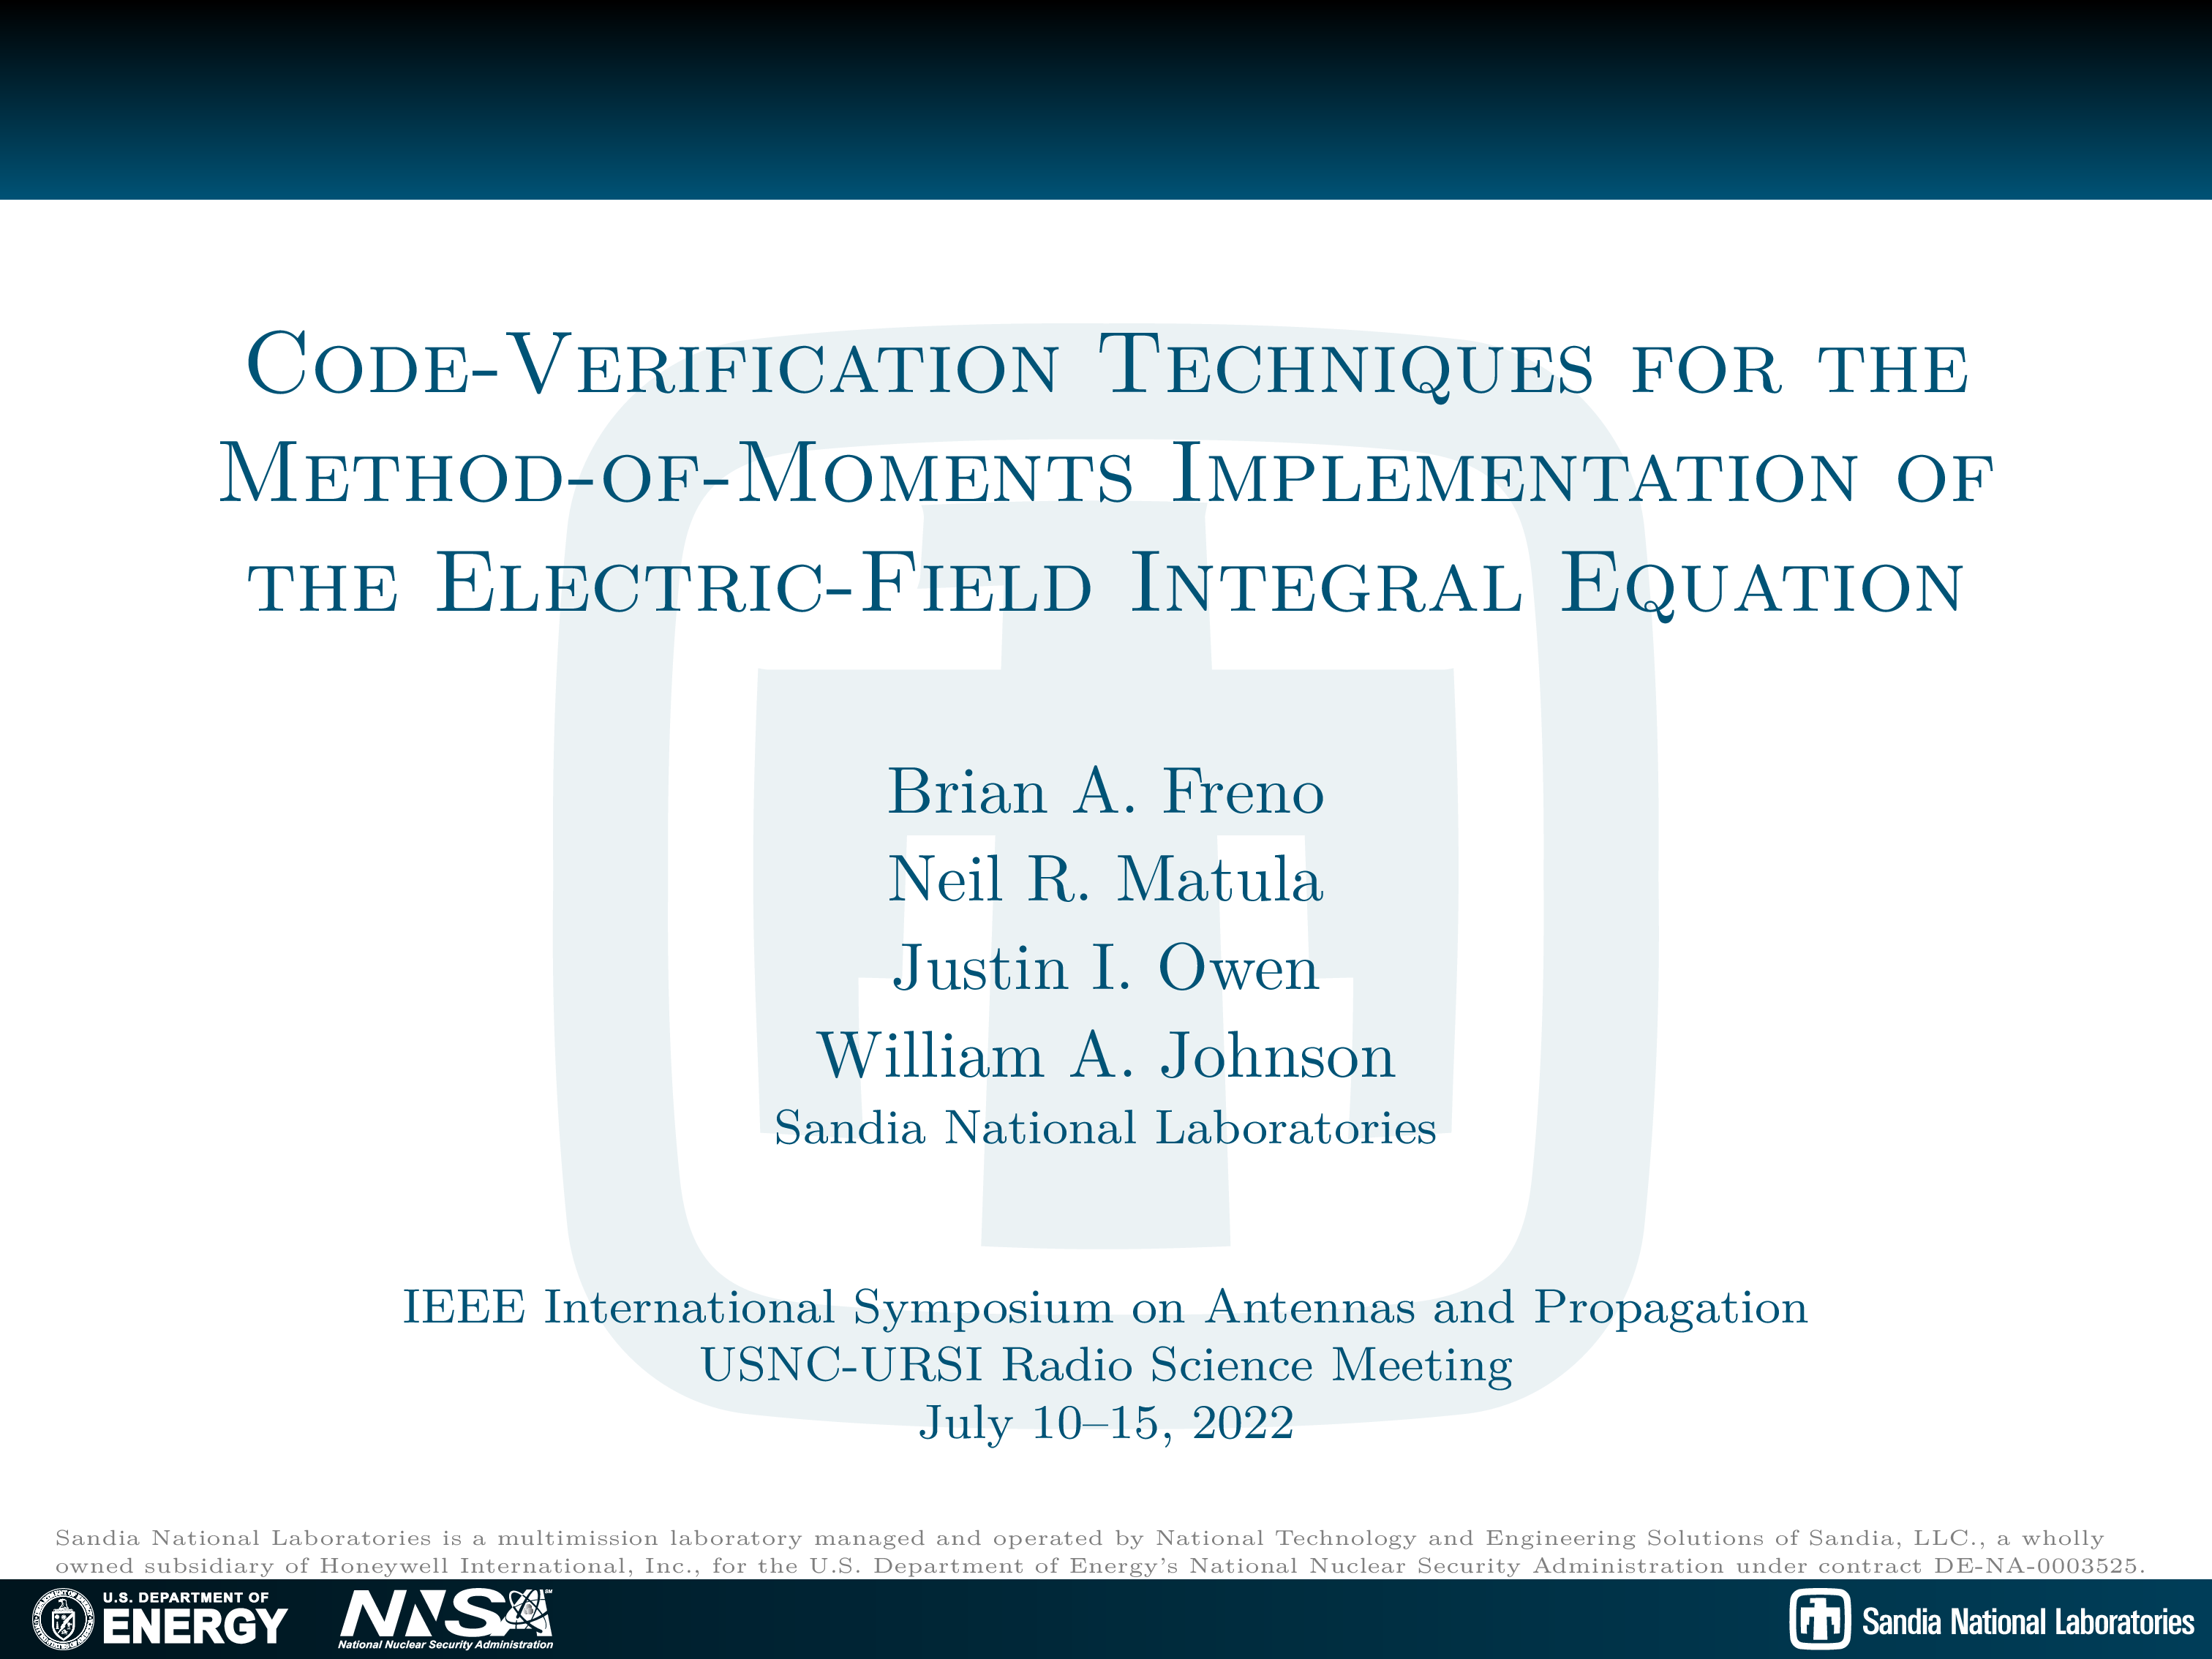 Code-Verification Techniques for the
Method-of-Moments Implementation of
the Electric-Field Integral Equation
Brian A. Freno
Neil R. Matula
Justin I. Owen
William A. Johnson
Sandia National Laboratories
IEEE International Symposium on Antennas and Propagation
USNC-URSI Radio Science Meeting
July 10–15, 2022
Sandia National Laboratories is a multimission laboratory managed and operated by National Technology and Engineering Solutions of Sandia, LLC., a wholly
owned subsidiary of Honeywell International, Inc., for the U.S. Department of Energy's National Nuclear Security Administration under contract DE-NA-0003525.
U.S. DEPARTMENT OF
ENERGY
NNSA
National Nuclear Security Administration
Sandia National Laboratories